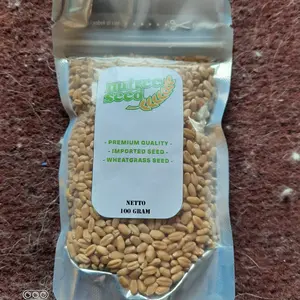 seed
- PREMIUM QUALITY -
- IMPORTED SEED -
- WHEATGRASS SEED -
NETTO
100 GRAM